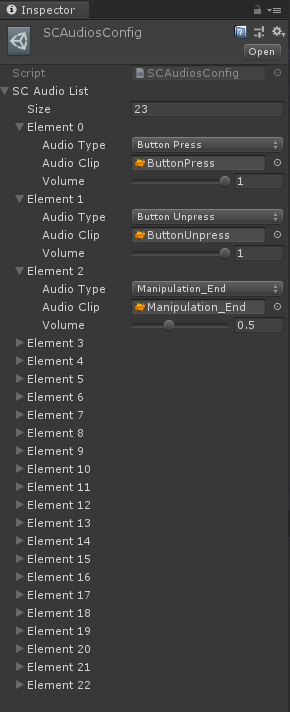 Inspector
SCAudiosConfig
Open
Script SCAudiosConfig
SC Audio List
Size 23
Element 0
Audio Type Button Press
Audio Clip ButtonPress
Volume 1
Element 1
Audio Type Button Unpress
Audio Clip ButtonUnpress
Volume 1
Element 2
Audio Type Manipulation_End
Audio Clip Manipulation_End
Volume 0.5
Element 3
Element 4
Element 5
Element 6
Element 7
Element 8
Element 9
Element 10
Element 11
Element 12
Element 13
Element 14
Element 15
Element 16
Element 17
Element 18
Element 19
Element 20
Element 21
Element 22